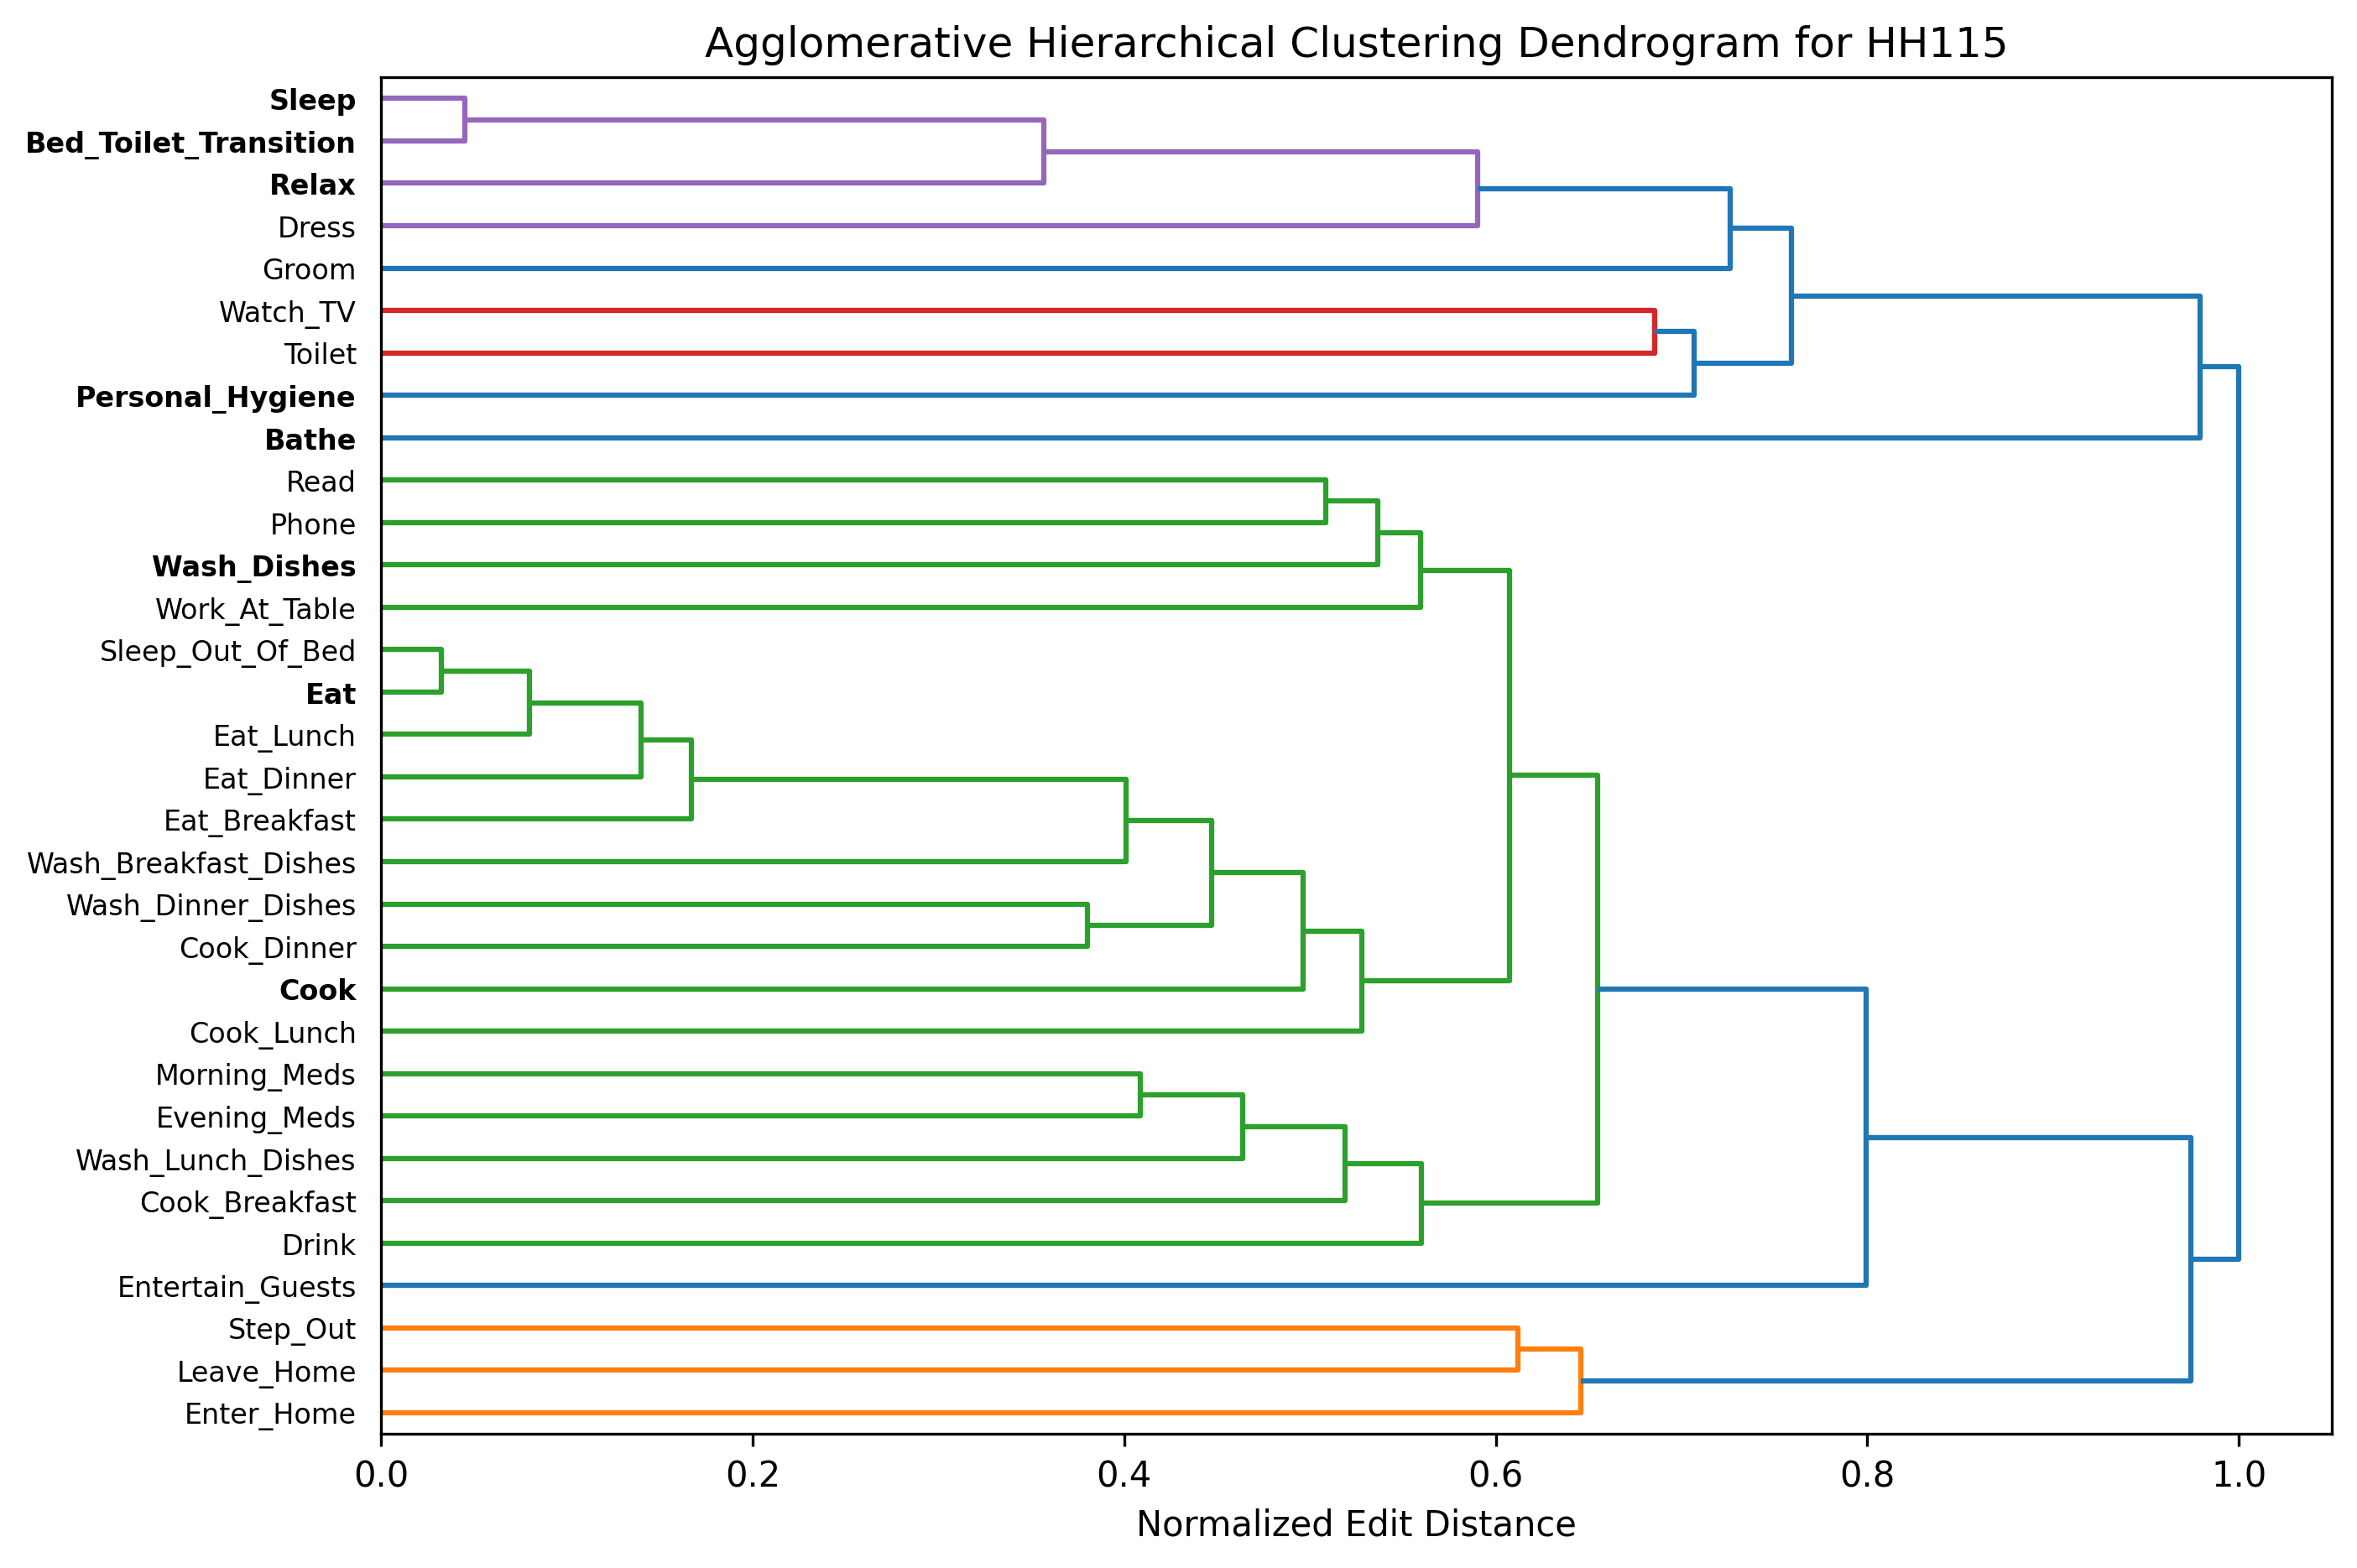 Agglomerative Hierarchical Clustering Dendrogram for HH115
Sleep
Bed_Toilet_Transition
Relax
Dress
Groom
Watch_TV
Toilet
Personal_Hygiene
Bathe
Read
Phone
Wash_Dishes
Work_At_Table
Sleep_Out_Of_Bed
Eat
Eat_Lunch
Eat_Dinner
Eat_Breakfast
Wash_Breakfast_Dishes
Wash_Dinner_Dishes
Cook_Dinner
Cook
Cook_Lunch
Morning_Meds
Evening_Meds
Wash_Lunch_Dishes
Cook_Breakfast
Drink
Entertain_Guests
Step_Out
Leave_Home
Enter_Home
0.0 0.2 0.4 0.6 0.8 1.0
Normalized Edit Distance